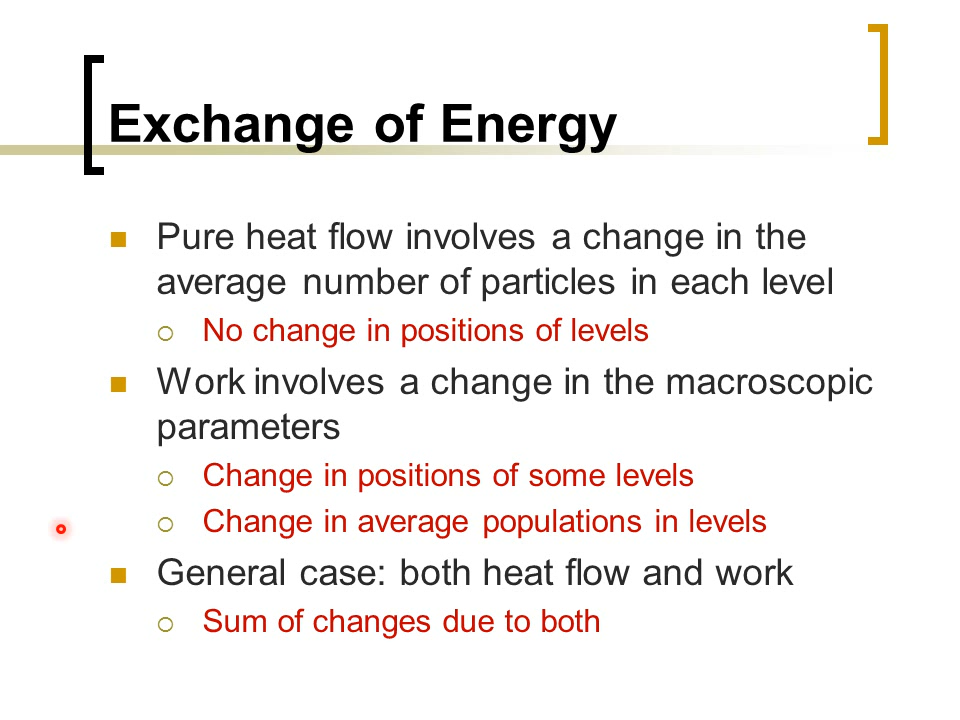 Exchange of Energy
Pure heat flow involves a change in the
average number of particles in each level
No change in positions of levels
Work involves a change in the macroscopic
parameters
Change in positions of some levels
Change in average populations in levels
General case: both heat flow and work
Sum of changes due to both